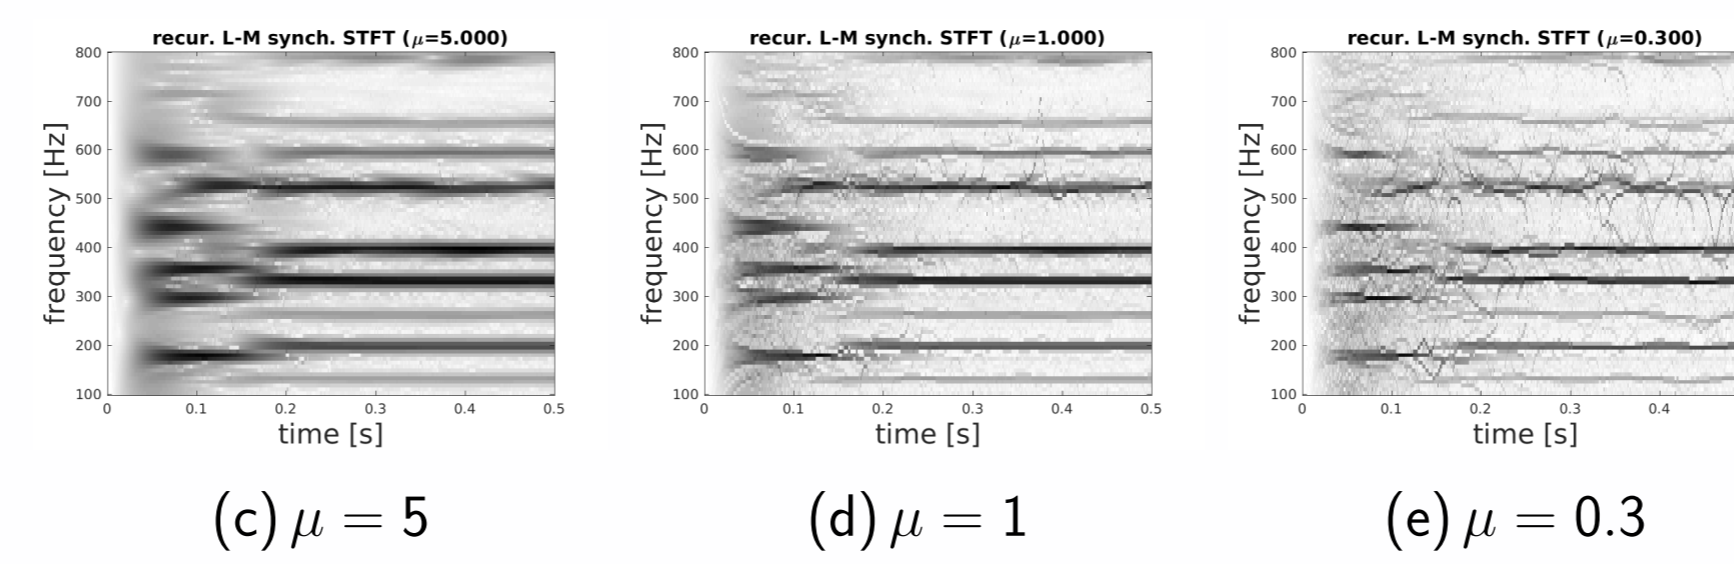 recur. L-M synch. STFT (μ=5.000)
800
700
600
500
400
300
200
100
frequency [Hz]
0 0.1 0.2 0.3 0.4 0.5
time [s]
(c) μ = 5
recur. L-M synch. STFT (μ=1.000)
800
700
600
500
400
300
200
100
frequency [Hz]
0 0.1 0.2 0.3 0.4 0.5
time [s]
(d) μ = 1
recur. L-M synch. STFT (μ=0.300)
800
700
600
500
400
300
200
100
frequency [Hz]
0 0.1 0.2 0.3 0.4
time [s]
(e) μ = 0.3